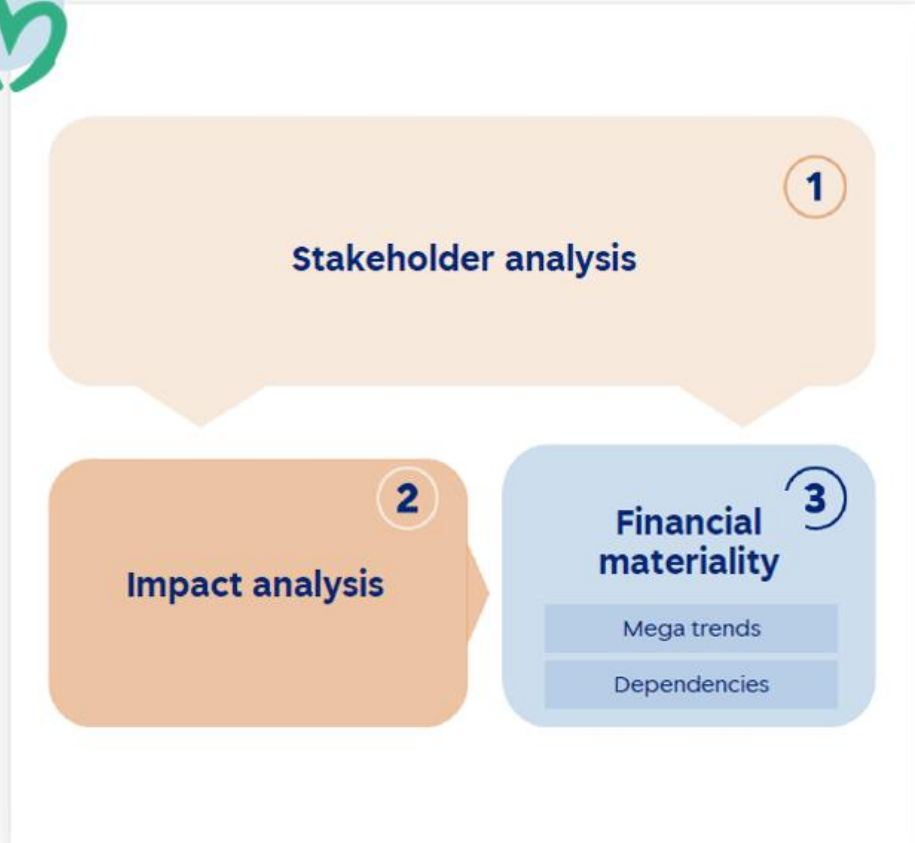 1
Stakeholder analysis
2
Impact analysis
3
Financial
materiality
Mega trends
Dependencies